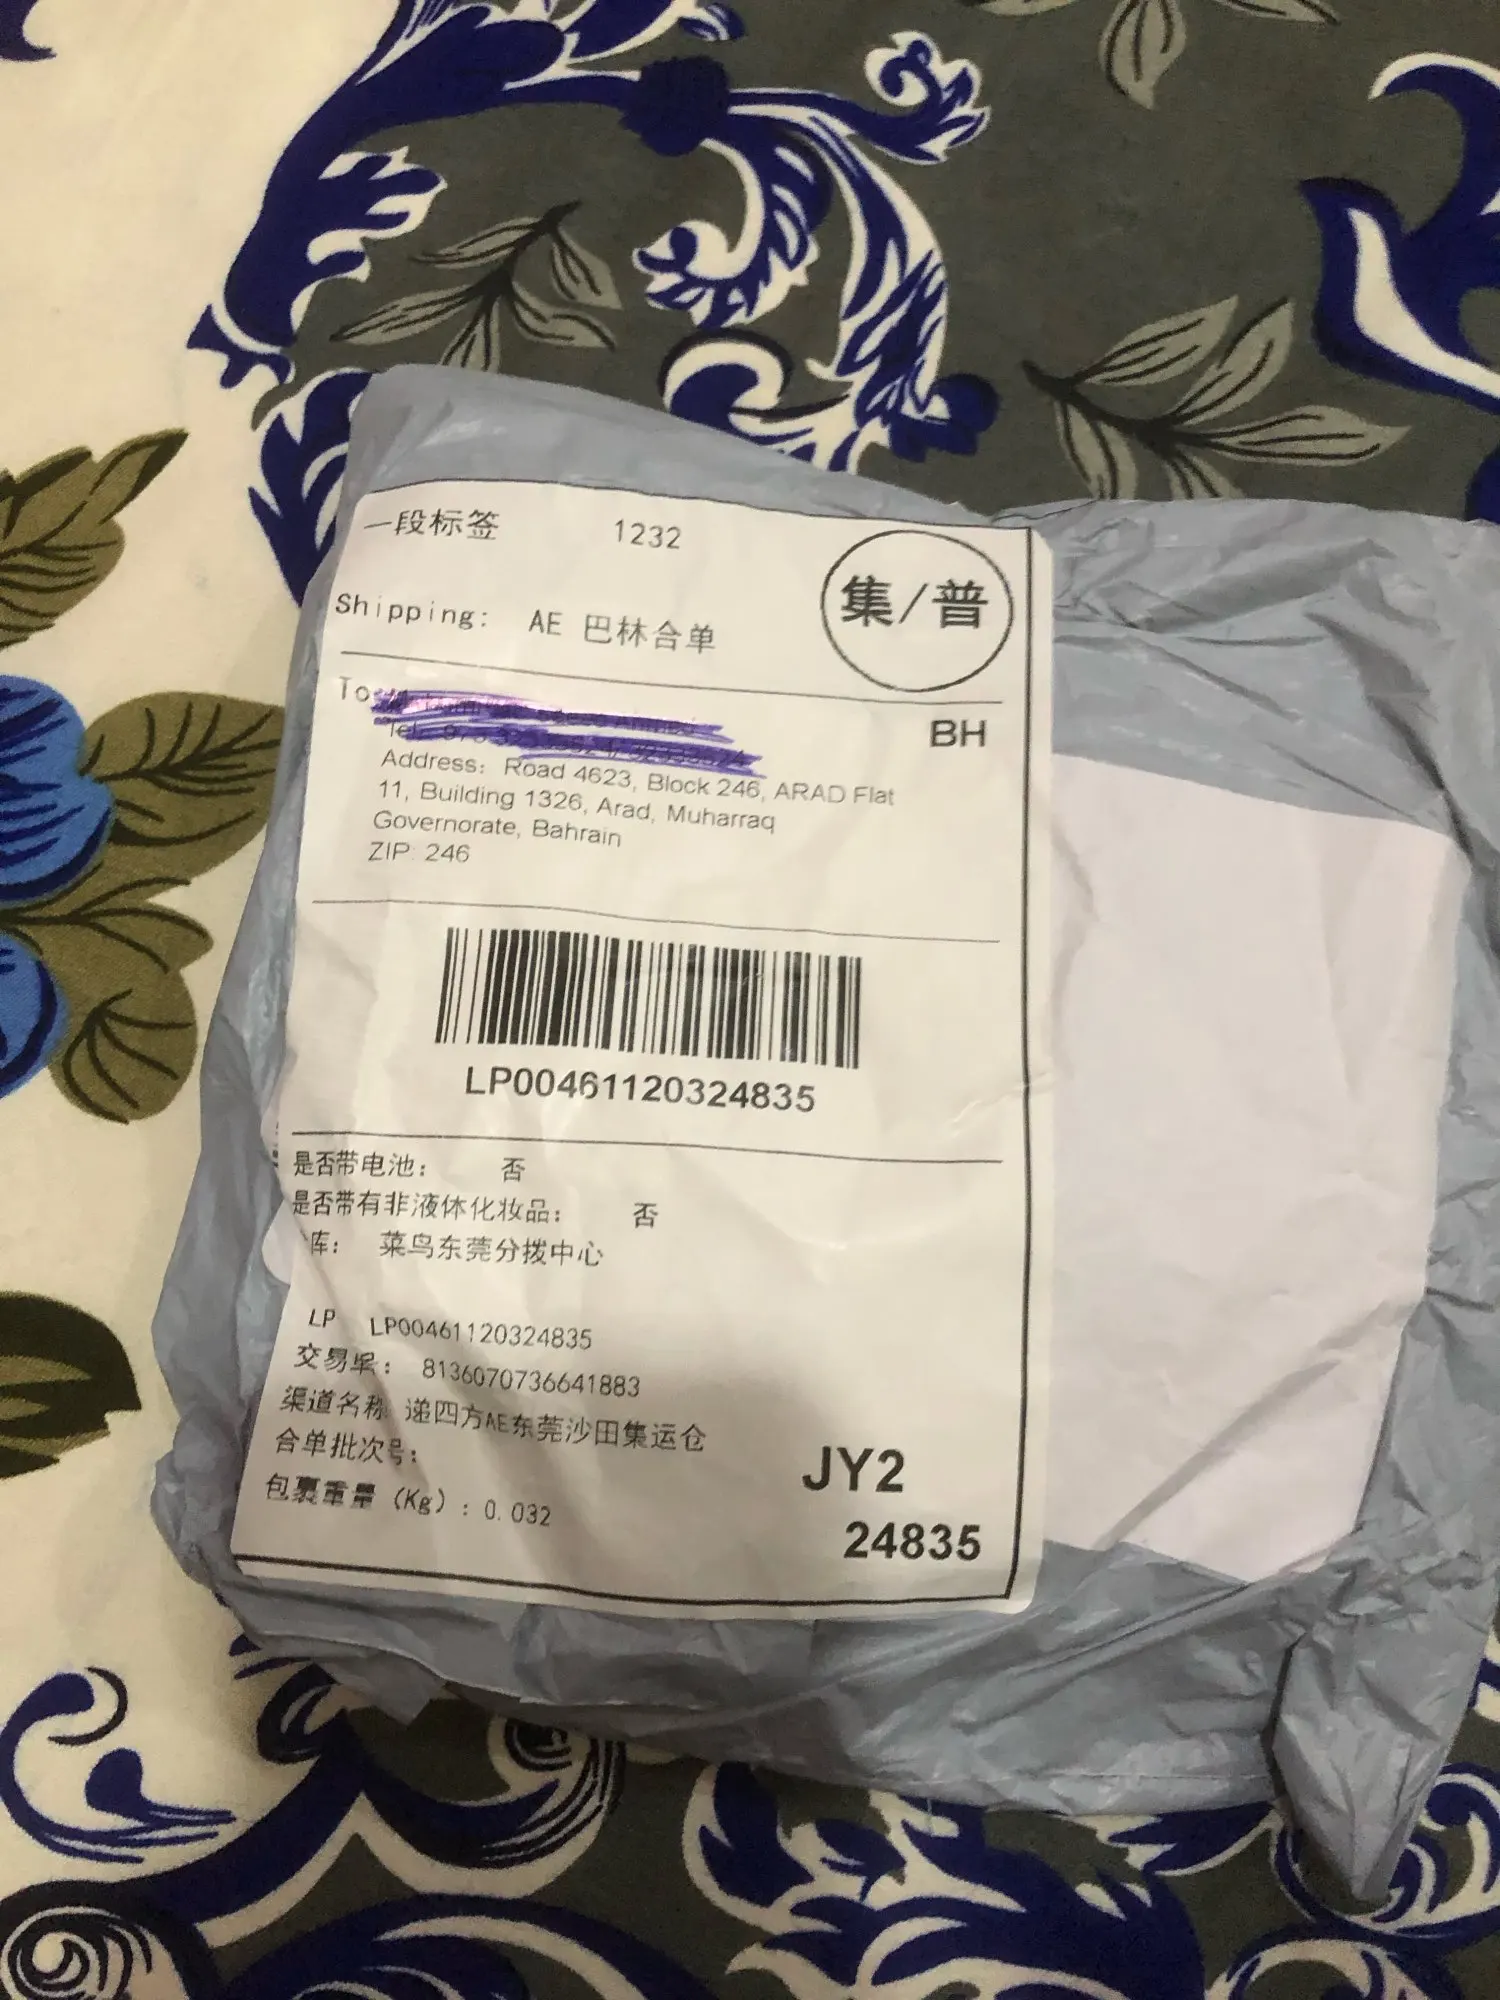 一段标签 1232
集/普
Shipping: AE 巴林合单
To:
BH
Tel:
Address: Road 4623, Block 246, ARAD Flat
11, Building 1326, Arad, Muharraq
Governorate, Bahrain
ZIP: 246
LP00461120324835
是否带电池： 否
是否带有非液体化妆品： 否
库： 菜鸟东莞分拨中心
LP LP00461120324835
交易单： 8136070736641883
渠道名称 递四方AE东莞沙田集运仓
合单批次号：
包裹重量（Kg）: 0.032
JY2
24835